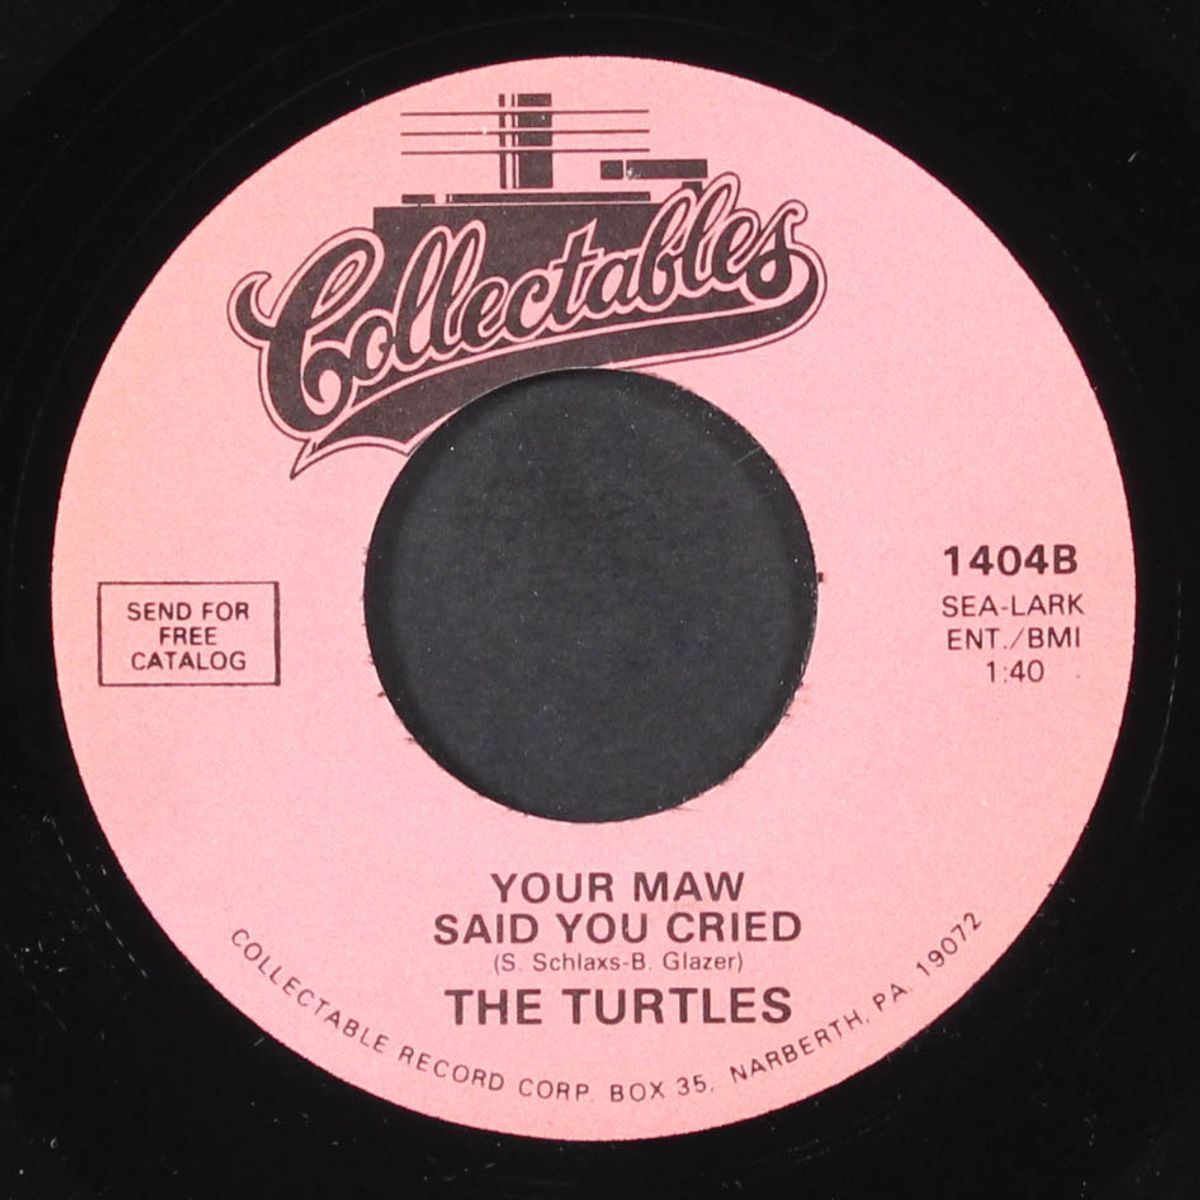 Collectables
1404B
SEA-LARK
ENT./BMI
1:40
SEND FOR
FREE
CATALOG
YOUR MAW
SAID YOU CRIED
(S. Schlaxs-B. Glazer)
THE TURTLES
COLLECTABLE RECORD CORP. BOX 35, NARBERTH, PA. 19072